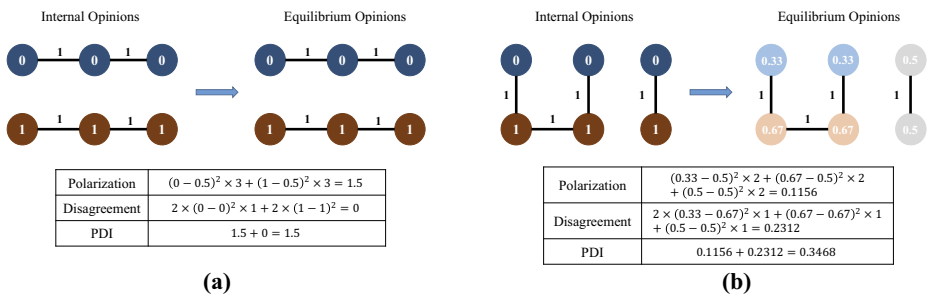 Internal Opinions
Equilibrium Opinions
1 1 1 1
0 0 0 0 0 0
1 1 1 1
1 1 1 1 1 1
Polarization (0 − 0.5)² × 3 + (1 − 0.5)² × 3 = 1.5
Disagreement 2 × (0 − 0)² × 1 + 2 × (1 − 1)² × 1 = 0
PDI 1.5 + 0 = 1.5
(a)
Internal Opinions
Equilibrium Opinions
0 0 0 0.33 0.33 0.5
1 1 1 1 1 1
1 1
1 1 1 0.67 0.67 0.5
Polarization (0.33 − 0.5)² × 2 + (0.67 − 0.5)² × 2
+ (0.5 − 0.5)² × 2 = 0.1156
Disagreement 2 × (0.33 − 0.67)² × 1 + (0.67 − 0.67)² × 1
+ (0.5 − 0.5)² × 1 = 0.2312
PDI 0.1156 + 0.2312 = 0.3468
(b)